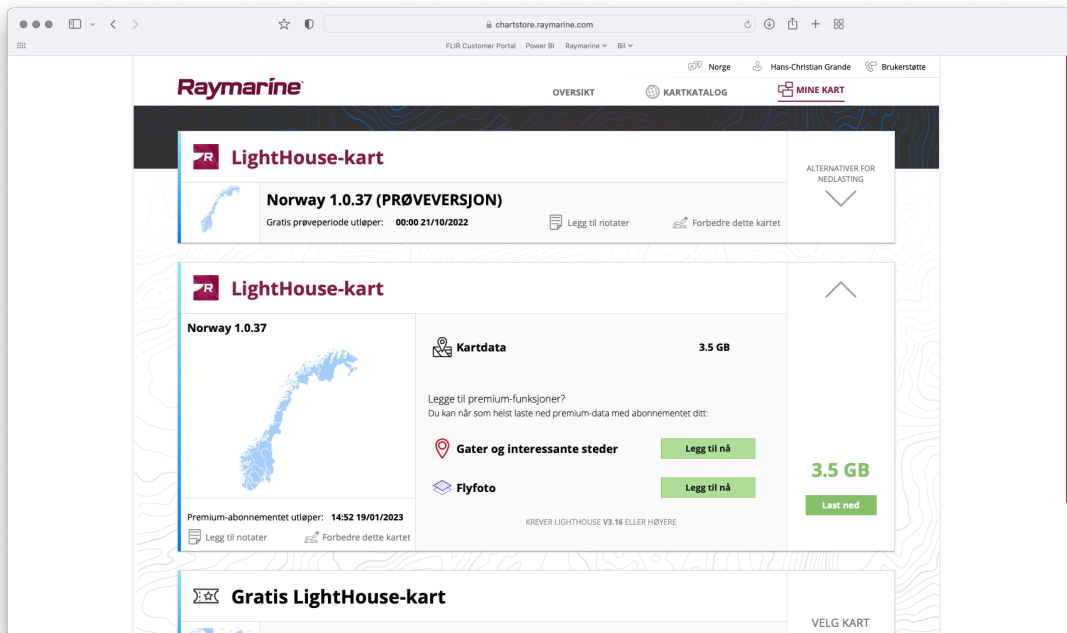 chartstore.raymarine.com
FLIR Customer Portal Power BI Raymarine Bil
Norge Hans-Christian Grande Brukerstøtte
Raymarine
OVERSIKT KARTKATALOG MINE KART
LightHouse-kart
ALTERNATIVER FOR
NEDLASTING
Norway 1.0.37 (PRØVEVERSJON)
Gratis prøveperiode utløper: 00:00 21/10/2022 Legg til notater Forbedre dette kartet
LightHouse-kart
Norway 1.0.37
Kartdata 3.5 GB
Legge til premium-funksjoner?
Du kan når som helst laste ned premium-data med abonnementet ditt:
Gater og interessante steder Legg til nå
Flyfoto Legg til nå
KREVER LIGHTHOUSE V3.16 ELLER HØYERE
3.5 GB
Last ned
Premium-abonnementet utløper: 14:52 19/01/2023
Legg til notater Forbedre dette kartet
Gratis LightHouse-kart
VELG KART